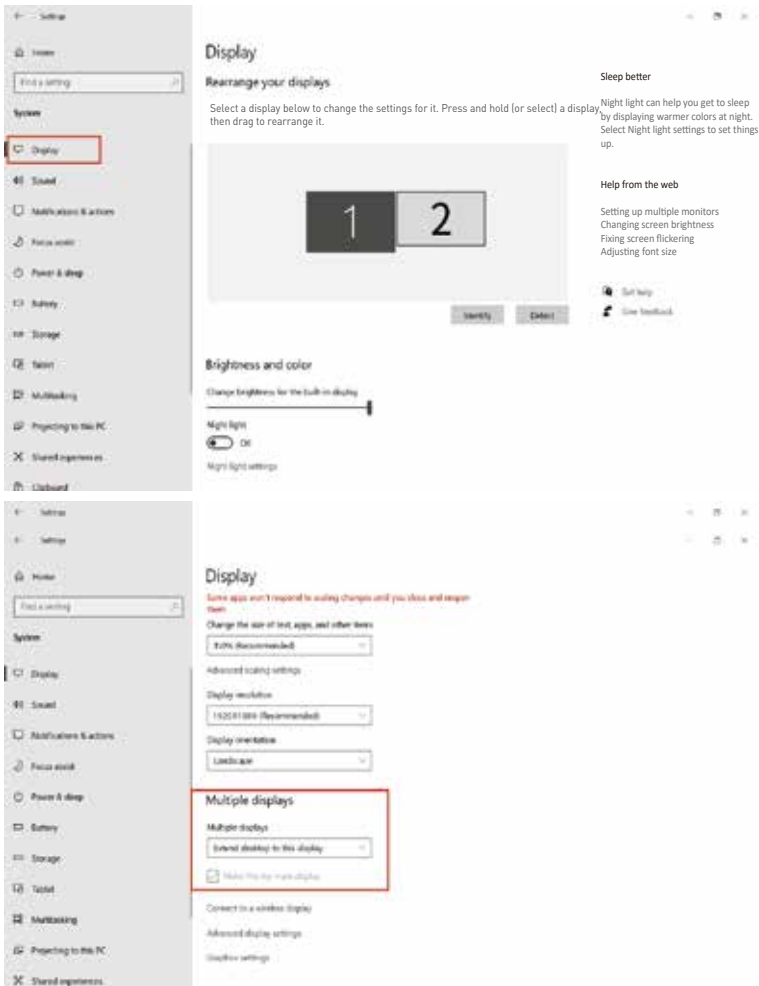 Settings
Home
Find a setting
System
Display
Sound
Notifications & actions
Focus assist
Power & sleep
Battery
Storage
Tablet
Multitasking
Projecting to this PC
Shared experiences
Clipboard
Display
Rearrange your displays
Select a display below to change the settings for it. Press and hold (or select) a display,
then drag to rearrange it.
1
2
Identify
Detect
Brightness and color
Change brightness for the built-in display
Night light
Off
Night light settings
Sleep better
Night light can help you get to sleep
by displaying warmer colors at night.
Select Night light settings to set things
up.
Help from the web
Setting up multiple monitors
Changing screen brightness
Fixing screen flickering
Adjusting font size
Get help
Give feedback
Settings
Settings
Home
Find a setting
System
Display
Sound
Notifications & actions
Focus assist
Power & sleep
Battery
Storage
Tablet
Multitasking
Projecting to this PC
Shared experiences
Display
Some apps won't respond to scaling changes until you close and reopen
them
Change the size of text, apps, and other items
(Recommended)
Advanced scaling settings
Display resolution
(Recommended)
Display orientation
Landscape
Multiple displays
Multiple displays
Extend desktop to this display
Make this my main display
Connect to a wireless display
Advanced display settings
Graphics settings